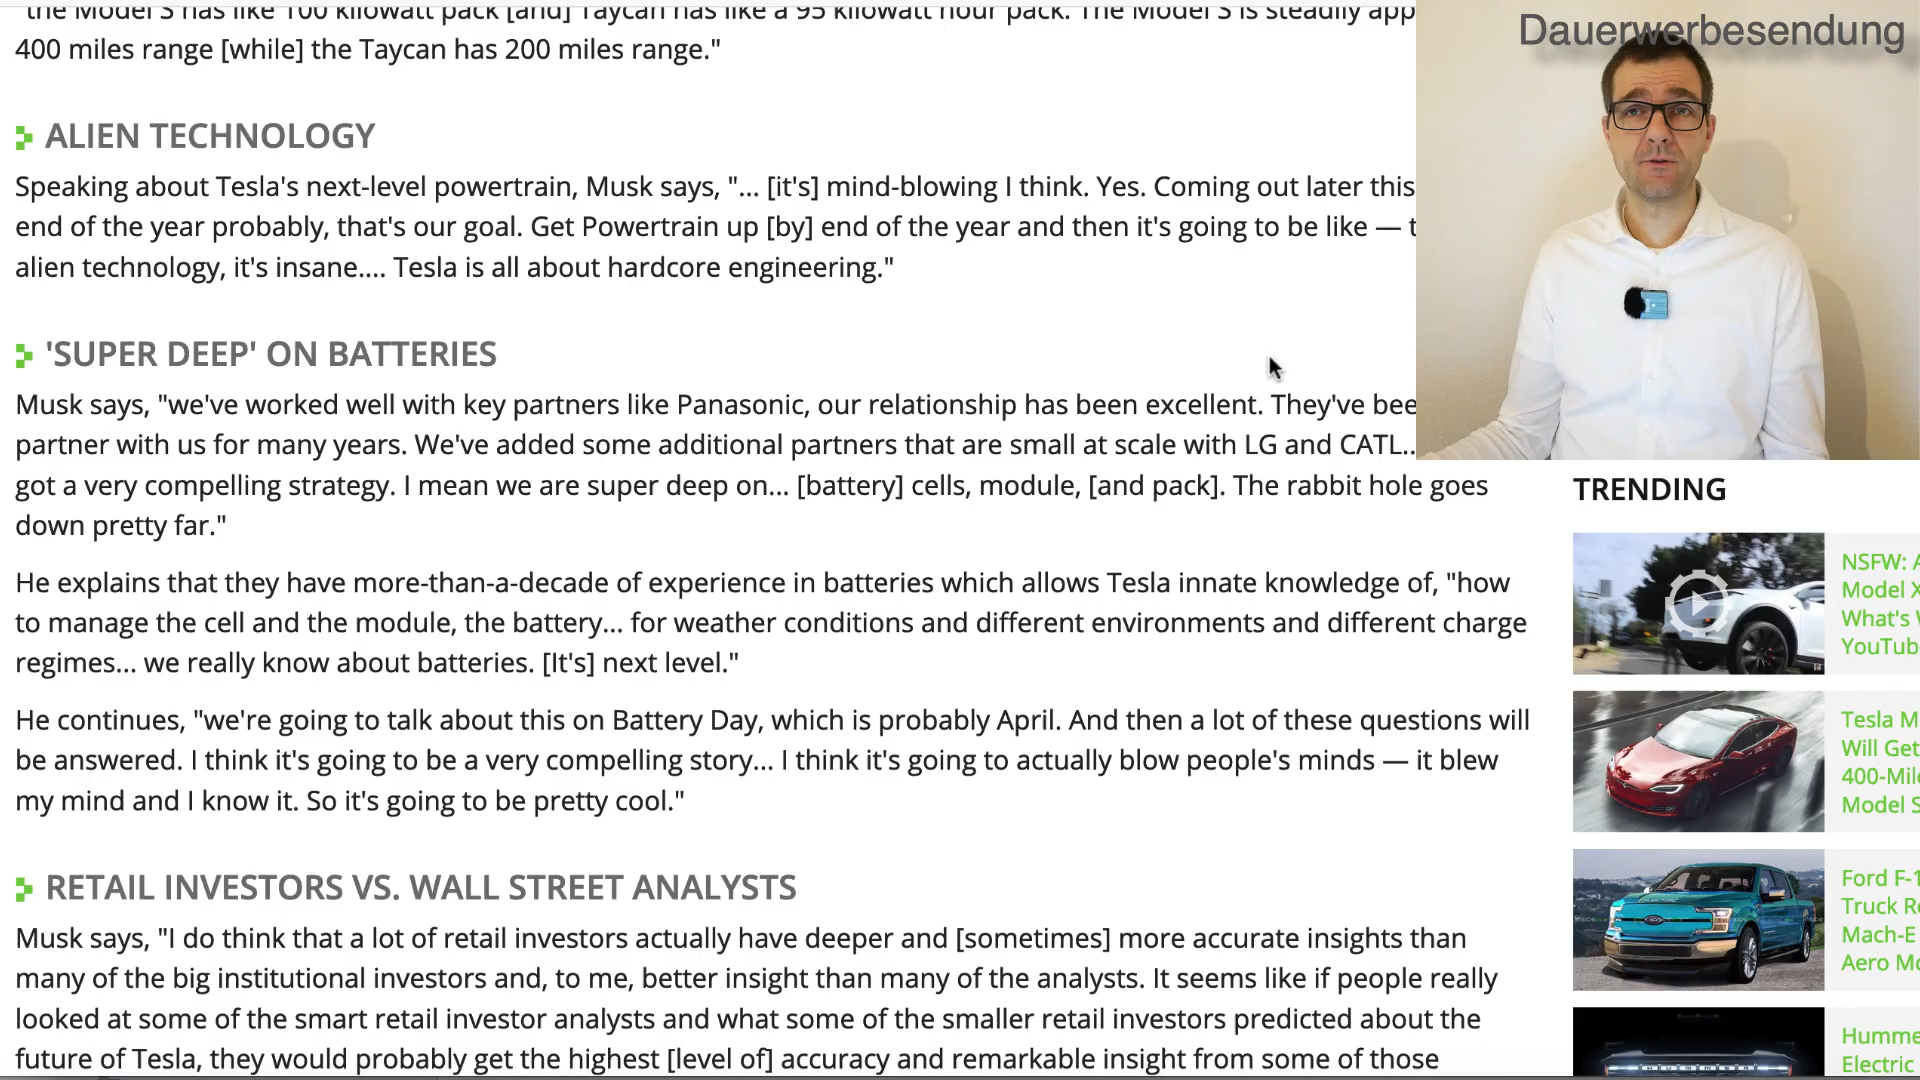 "the Model S has like 100 kilowatt pack [and] Taycan has like a 95 kilowatt hour pack. The Model S is steadily app
400 miles range [while] the Taycan has 200 miles range."
Dauerwerbesendung
ALIEN TECHNOLOGY
Speaking about Tesla's next-level powertrain, Musk says, "... [it's] mind-blowing I think. Yes. Coming out later this
end of the year probably, that's our goal. Get Powertrain up [by] end of the year and then it's going to be like — t
alien technology, it's insane.... Tesla is all about hardcore engineering."
'SUPER DEEP' ON BATTERIES
Musk says, "we've worked well with key partners like Panasonic, our relationship has been excellent. They've bee
partner with us for many years. We've added some additional partners that are small at scale with LG and CATL..
got a very compelling strategy. I mean we are super deep on... [battery] cells, module, [and pack]. The rabbit hole goes
down pretty far."
He explains that they have more-than-a-decade of experience in batteries which allows Tesla innate knowledge of, "how
to manage the cell and the module, the battery... for weather conditions and different environments and different charge
regimes... we really know about batteries. [It's] next level."
He continues, "we're going to talk about this on Battery Day, which is probably April. And then a lot of these questions will
be answered. I think it's going to be a very compelling story... I think it's going to actually blow people's minds — it blew
my mind and I know it. So it's going to be pretty cool."
RETAIL INVESTORS VS. WALL STREET ANALYSTS
Musk says, "I do think that a lot of retail investors actually have deeper and [sometimes] more accurate insights than
many of the big institutional investors and, to me, better insight than many of the analysts. It seems like if people really
looked at some of the smart retail investor analysts and what some of the smaller retail investors predicted about the
future of Tesla, they would probably get the highest [level of] accuracy and remarkable insight from some of those
TRENDING
NSFW: A
Model X
What's W
YouTub
Tesla M
Will Get
400-Mile
Model S
Ford F-1
Truck Re
Mach-E
Aero Mo
Humme
Electric